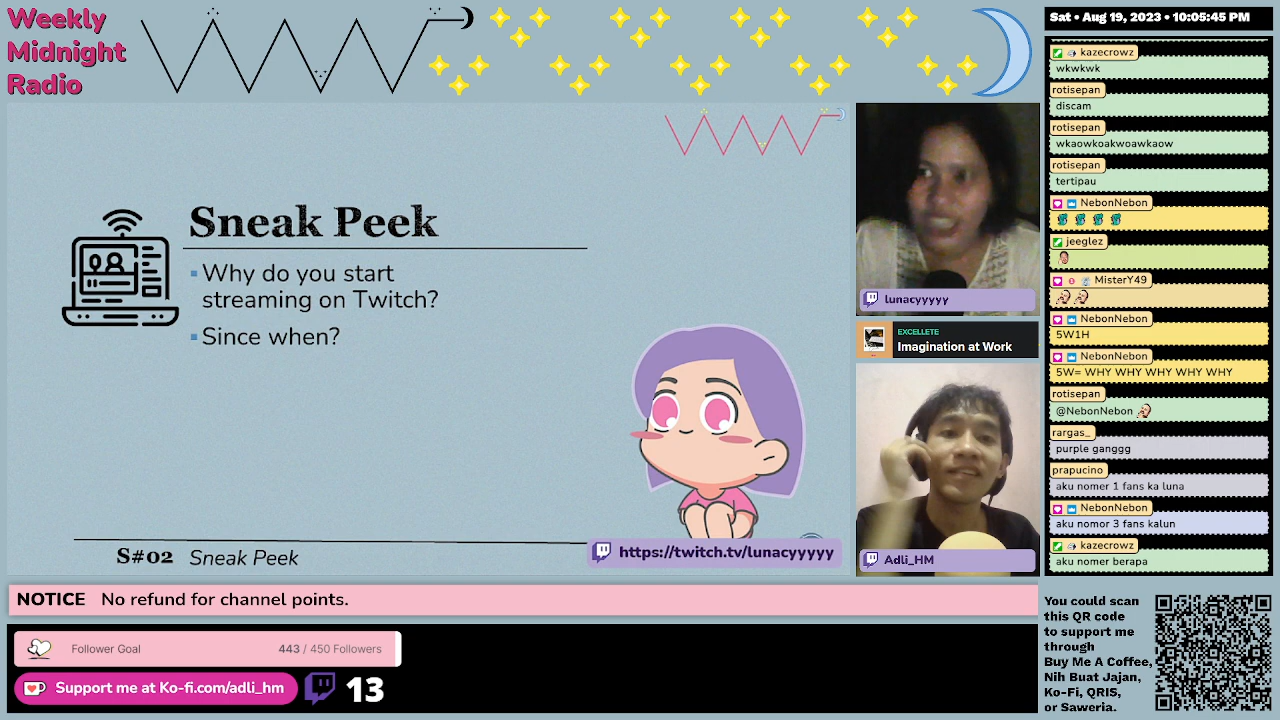 Weekly
Midnight
Radio
Sat • Aug 19, 2023 • 10:05:45 PM
Sneak Peek
▪ Why do you start
streaming on Twitch?
▪ Since when?
S#02 Sneak Peek
https://twitch.tv/lunacyyyyy
lunacyyyyy
EXCELLETE
Imagination at Work
Adli_HM
kazecrowz
wkwkwk
rotisepan
discam
rotisepan
wkaowkoakwoawkaow
rotisepan
tertipau
NebonNebon
jeeglez
MisterY49
NebonNebon
5W1H
NebonNebon
5W= WHY WHY WHY WHY WHY
rotisepan
@NebonNebon
rargas_
purple ganggg
prapucino
aku nomer 1 fans ka luna
NebonNebon
aku nomor 3 fans kalun
kazecrowz
aku nomer berapa
NOTICE No refund for channel points.
Follower Goal 443 / 450 Followers
Support me at Ko-fi.com/adli_hm
13
You could scan
this QR code
to support me
through
Buy Me A Coffee,
Nih Buat Jajan,
Ko-Fi, QRIS,
or Saweria.